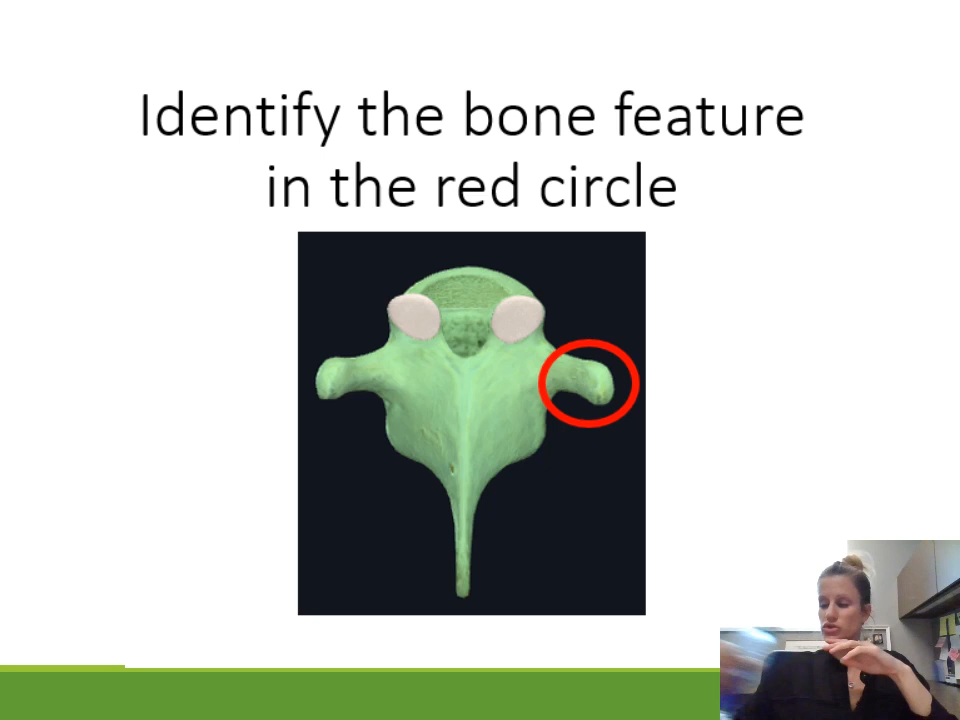 Identify the bone feature
in the red circle